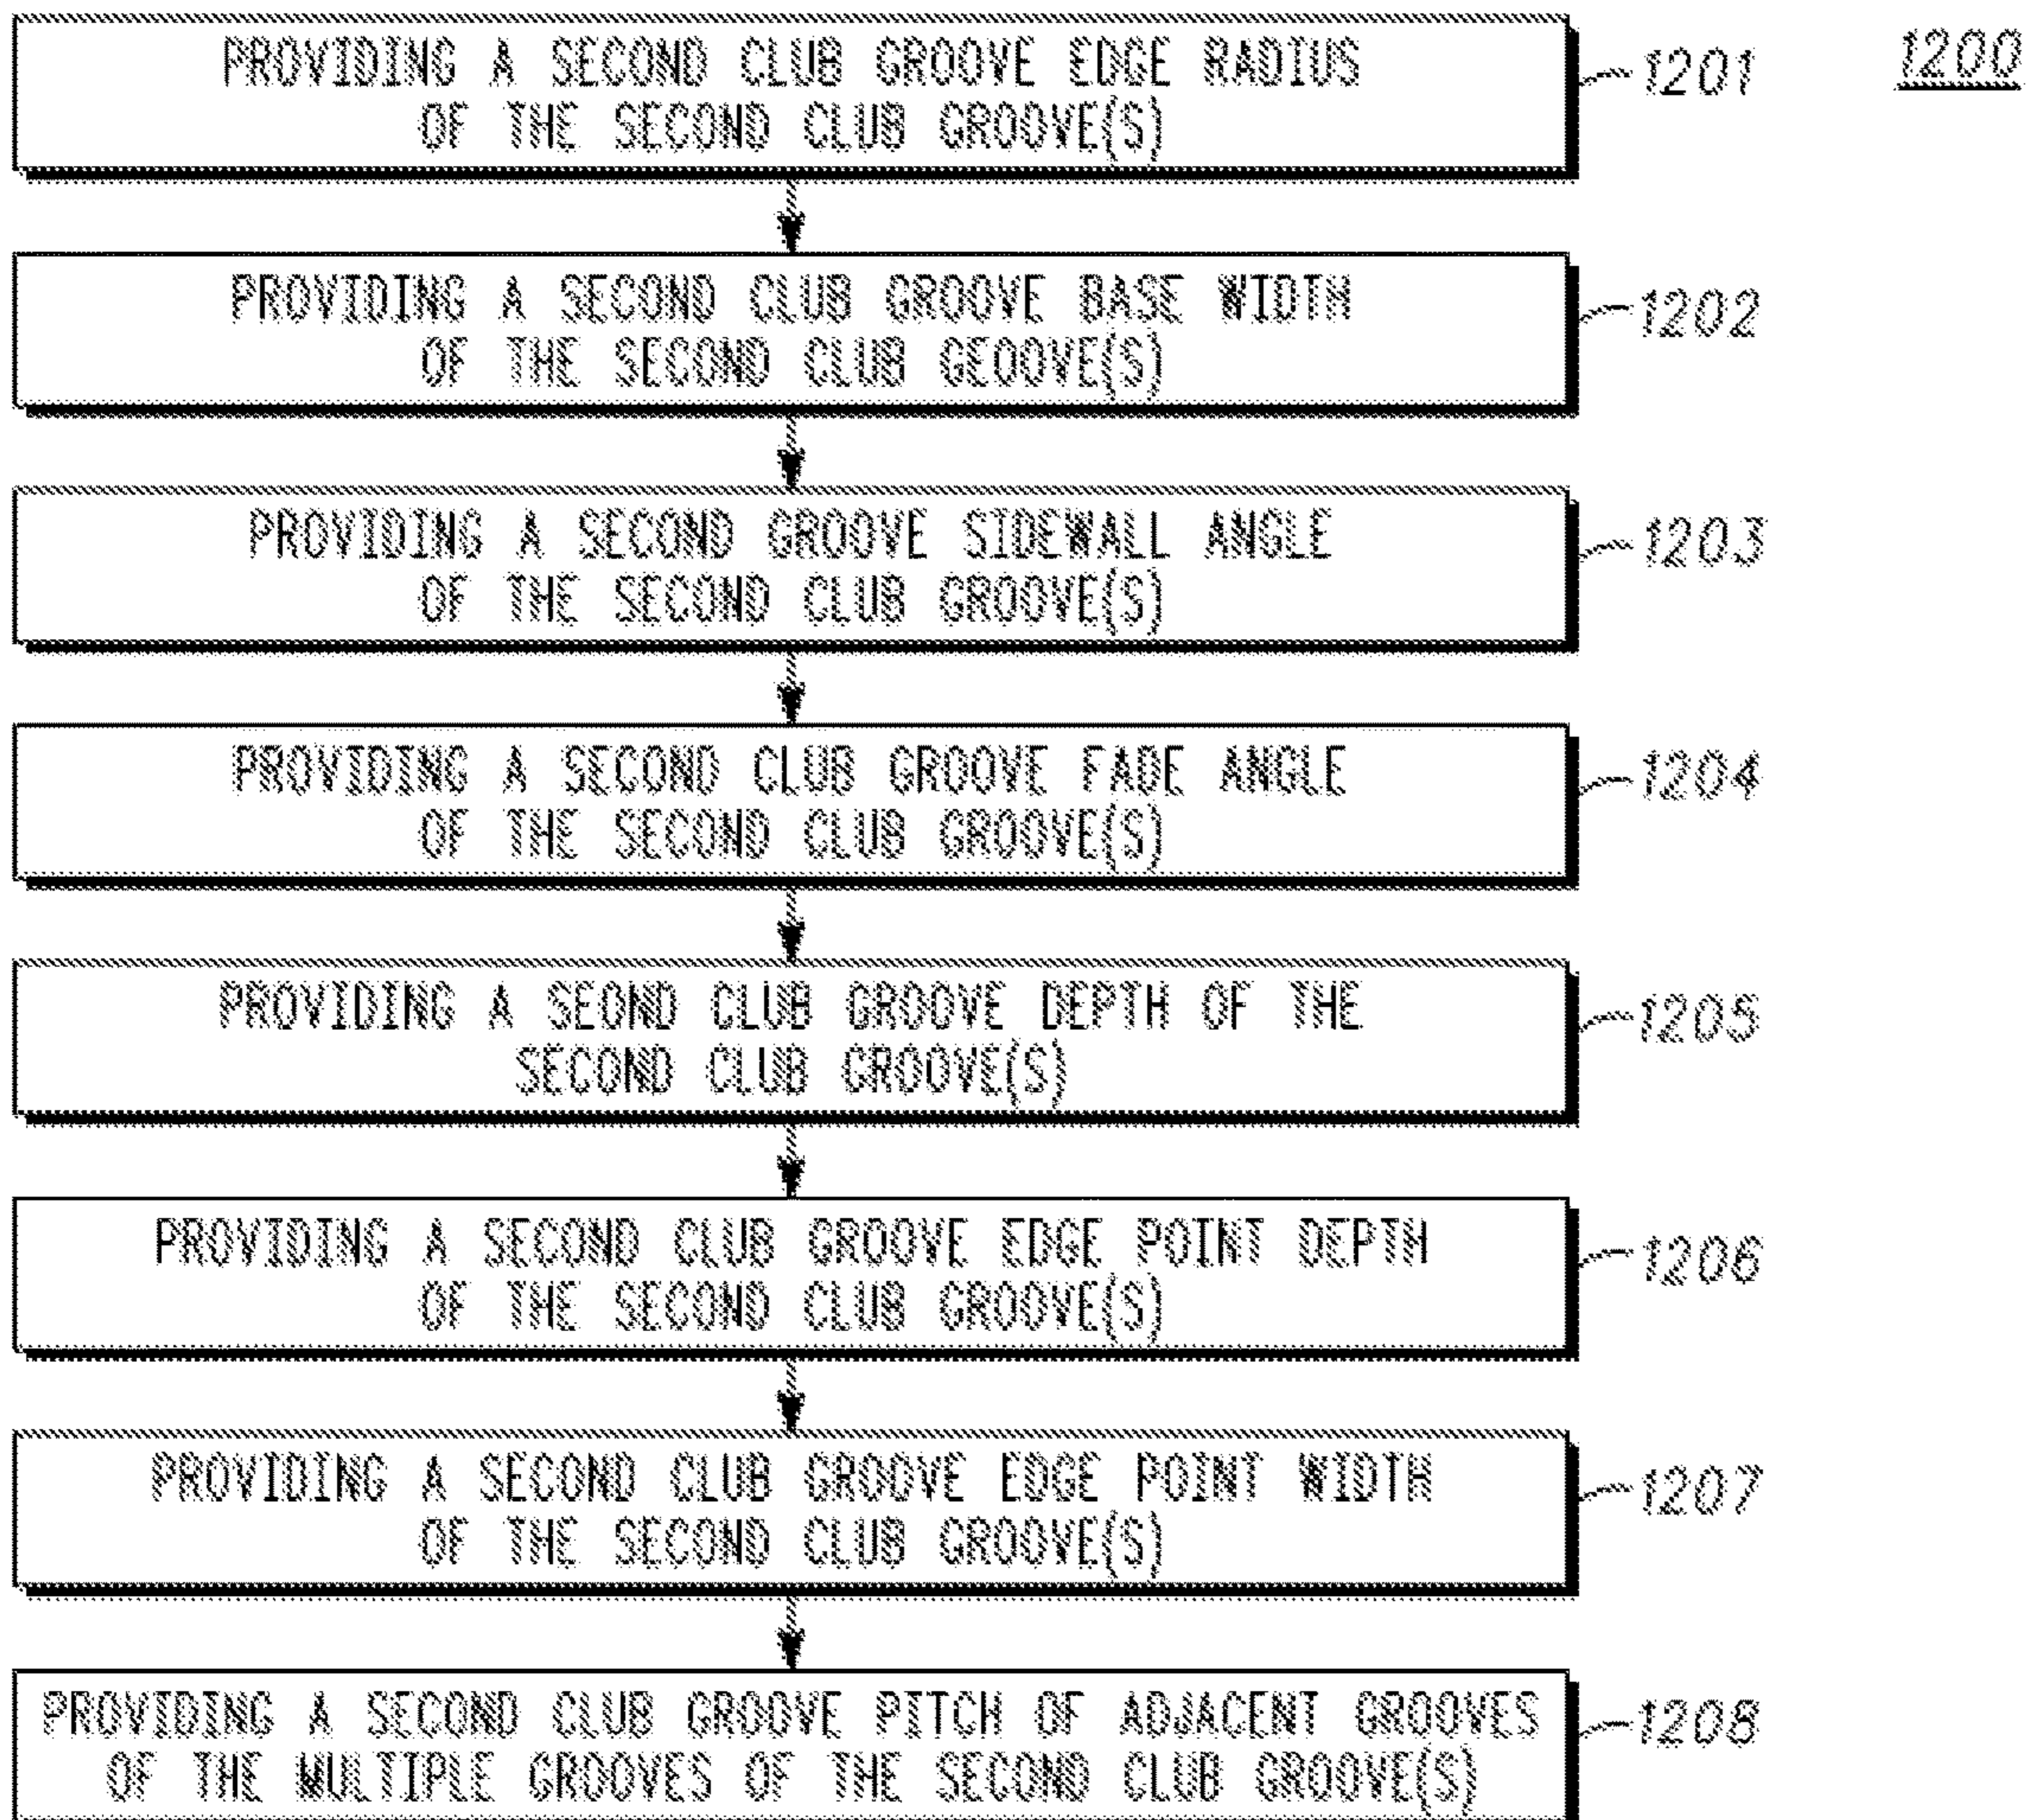 1200
PROVIDING A SECOND CLUB GROOVE EDGE RADIUS
OF THE SECOND CLUB GROOVE(S)
1201
PROVIDING A SECOND CLUB GROOVE BASE WIDTH
OF THE SECOND CLUB GEOOVE(S)
1202
PROVIDING A SECOND GROOVE SIDEWALL ANGLE
OF THE SECOND CLUB GROOVE(S)
1203
PROVIDING A SECOND CLUB GROOVE FADE ANGLE
OF THE SECOND CLUB GROOVE(S)
1204
PROVIDING A SEOND CLUB GROOVE DEPTH OF THE
SECOND CLUB GROOVE(S)
1205
PROVIDING A SECOND CLUB GROOVE EDGE POINT DEPTH
OF THE SECOND CLUB GROOVE(S)
1206
PROVIDING A SECOND CLUB GROOVE EDGE POINT WIDTH
OF THE SECOND CLUB GROOVE(S)
1207
PROVIDING A SECOND CLUB GROOVE PITCH OF ADJACENT GROOVES
OF THE MULTIPLE GROOVES OF THE SECOND CLUB GROOVE(S)
1208